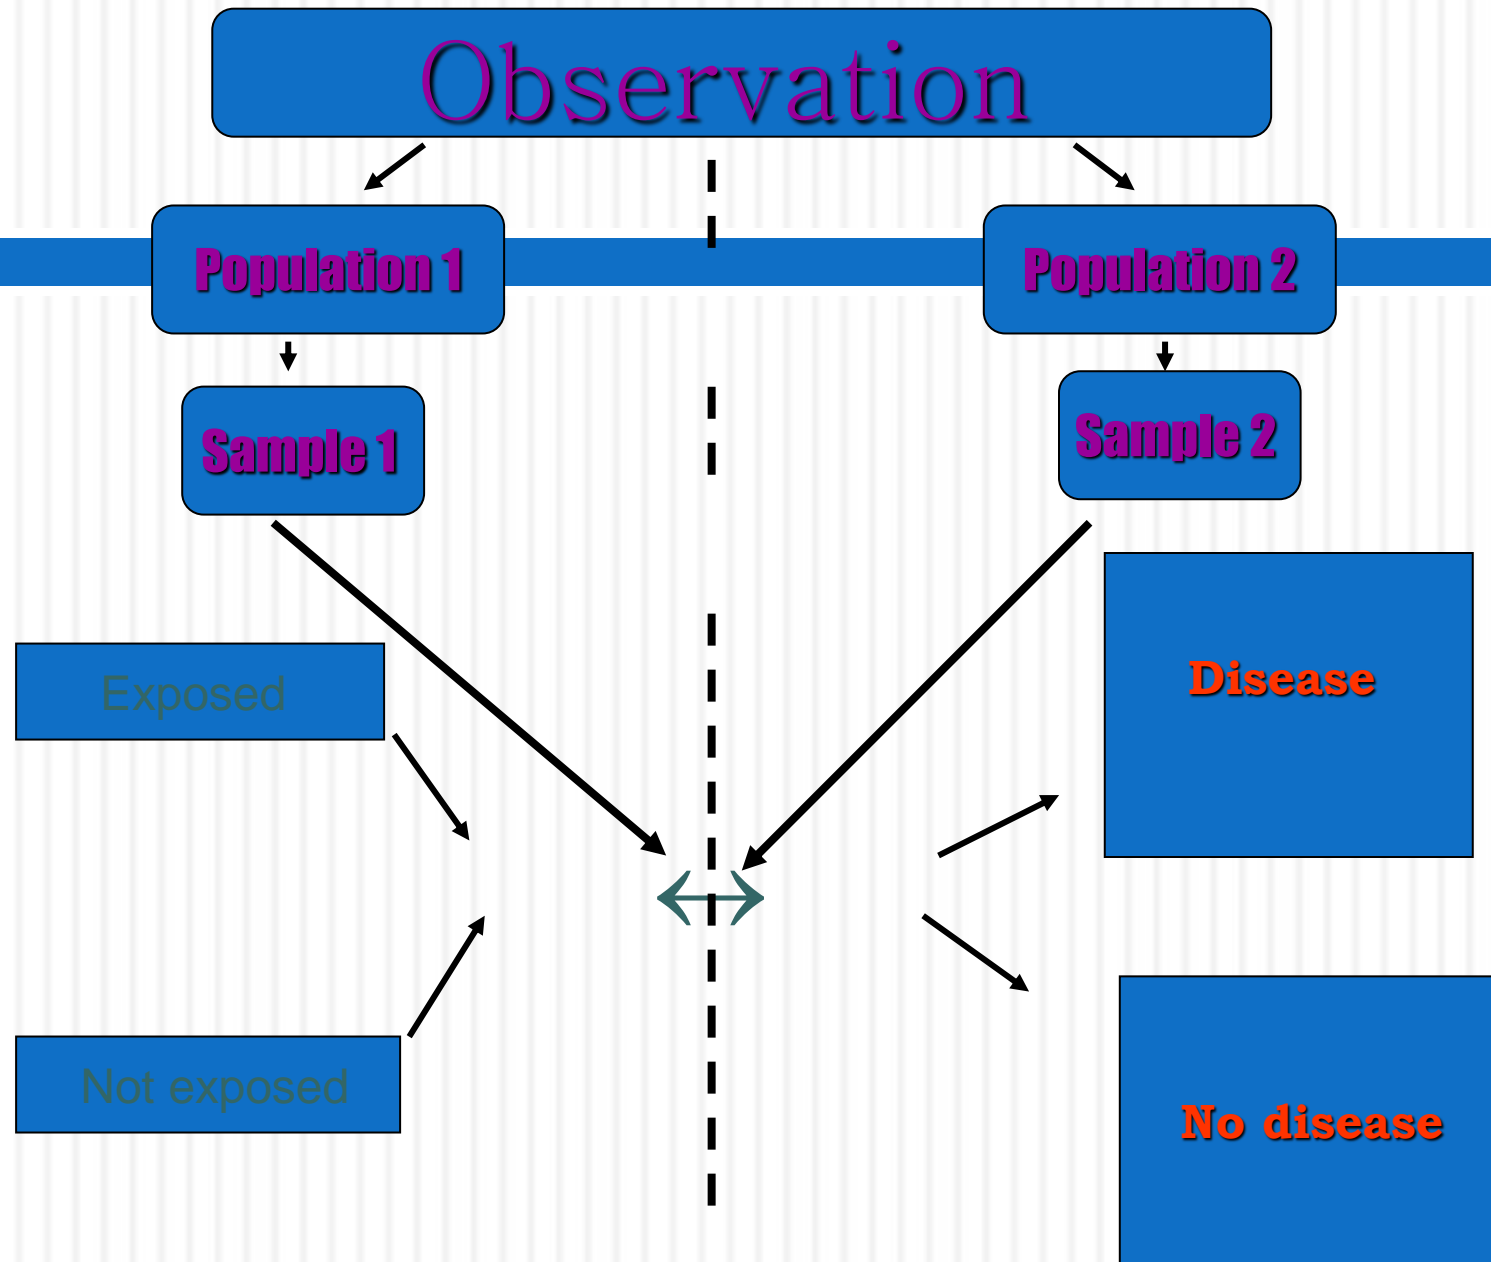 Observation
Population 1
Population 2
Sample 1
Sample 2
Exposed
Disease
Not exposed
No disease